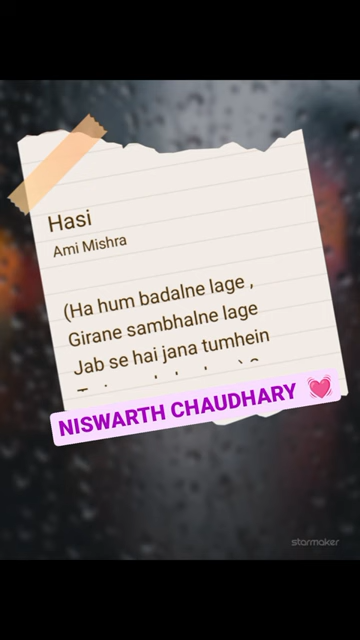 Hasi
Ami Mishra
(Ha hum badalne lage ,
Girane sambhalne lage
Jab se hai jana tumhein
NISWARTH CHAUDHARY
starmaker